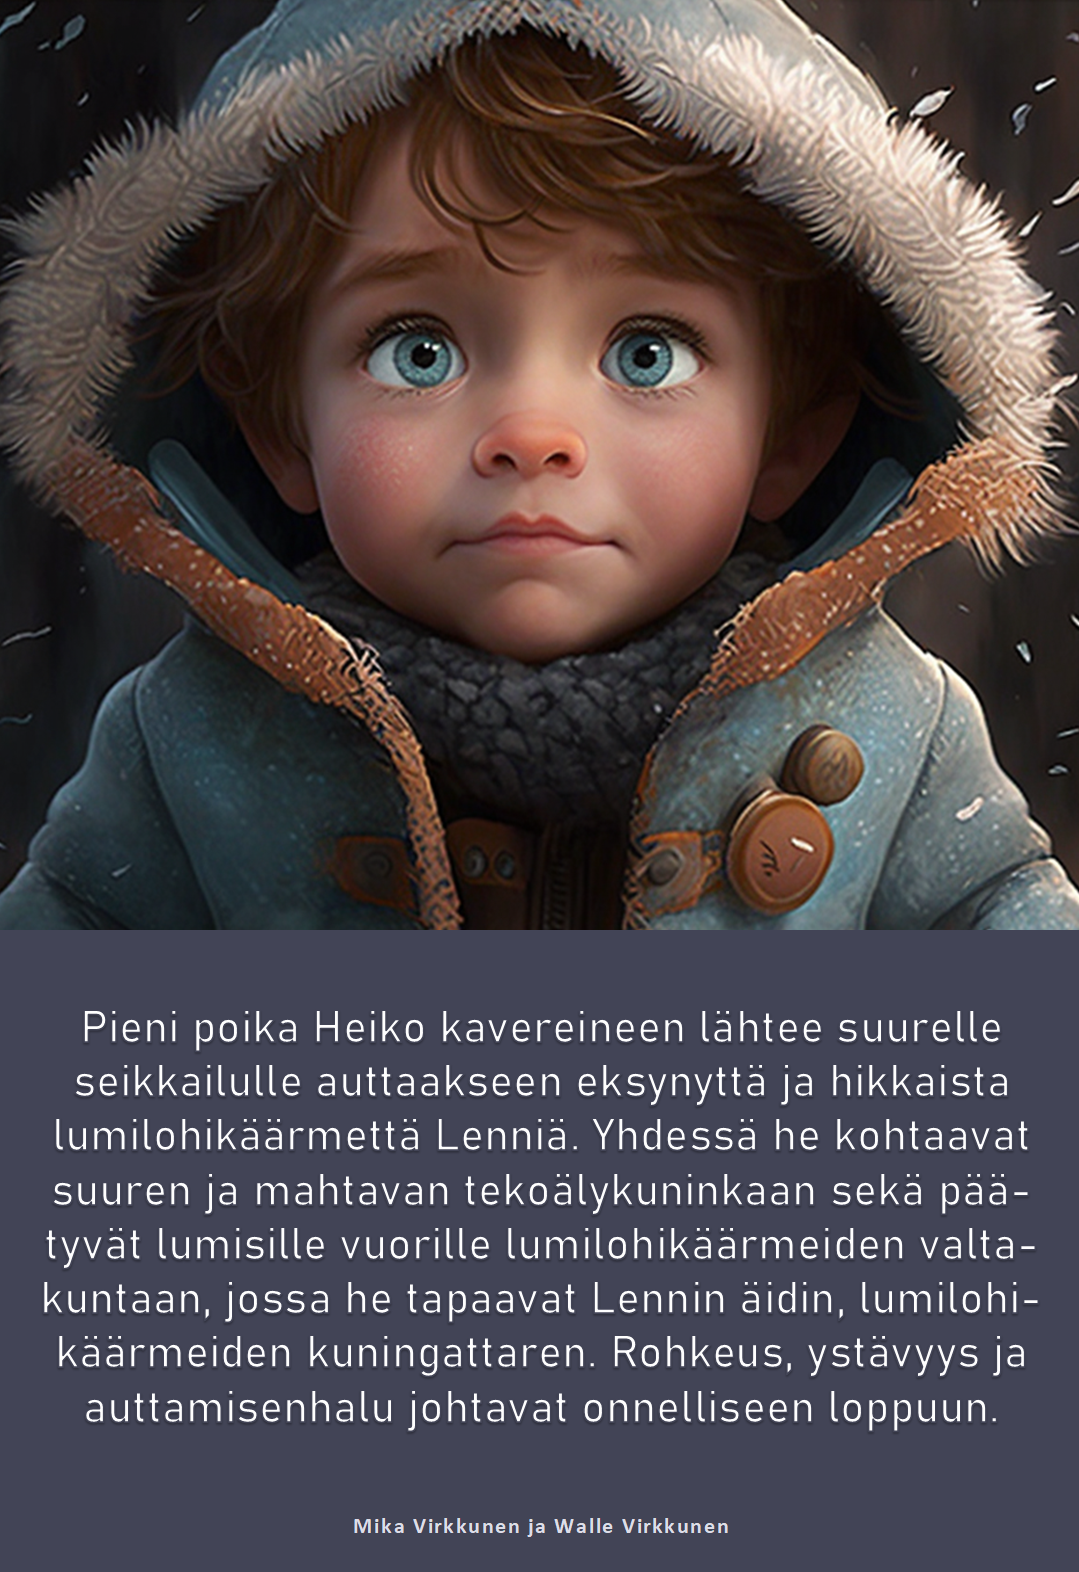 Pieni poika Heiko kavereineen lähtee suurelle
seikkailulle auttaakseen eksynyttä ja hikkaista
lumilohikäärmettä Lenniä. Yhdessä he kohtaavat
suuren ja mahtavan tekoälykuninkaan sekä pää-
tyvät lumisille vuorille lumilohikäärmeiden valta-
kuntaan, jossa he tapaavat Lennin äidin, lumilohi-
käärmeiden kuningattaren. Rohkeus, ystävyys ja
auttamisenhalu johtavat onnelliseen loppuun.
Mika Virkkunen ja Walle Virkkunen